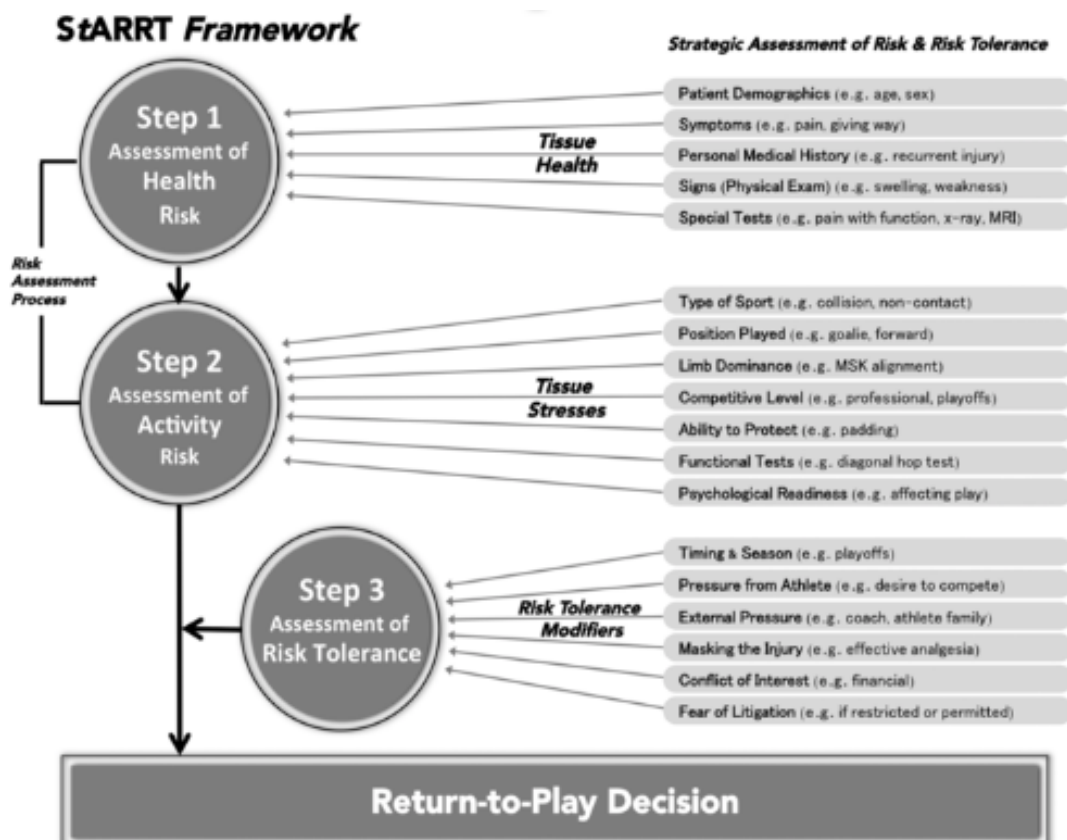 StARRT Framework
Strategic Assessment of Risk & Risk Tolerance
Step 1
Assessment of
Health
Risk
Tissue
Health
Patient Demographics (e.g. age, sex)
Symptoms (e.g. pain, giving way)
Personal Medical History (e.g. recurrent injury)
Signs (Physical Exam) (e.g. swelling, weakness)
Special Tests (e.g. pain with function, x-ray, MRI)
Risk
Assessment
Process
Step 2
Assessment of
Activity
Risk
Tissue
Stresses
Type of Sport (e.g. collision, non-contact)
Position Played (e.g. goalie, forward)
Limb Dominance (e.g. MSK alignment)
Competitive Level (e.g. professional, playoffs)
Ability to Protect (e.g. padding)
Functional Tests (e.g. diagonal hop test)
Psychological Readiness (e.g. affecting play)
Step 3
Assessment of
Risk Tolerance
Risk Tolerance
Modifiers
Timing & Season (e.g. playoffs)
Pressure from Athlete (e.g. desire to compete)
External Pressure (e.g. coach, athlete family)
Masking the Injury (e.g. effective analgesia)
Conflict of Interest (e.g. financial)
Fear of Litigation (e.g. if restricted or permitted)
Return-to-Play Decision